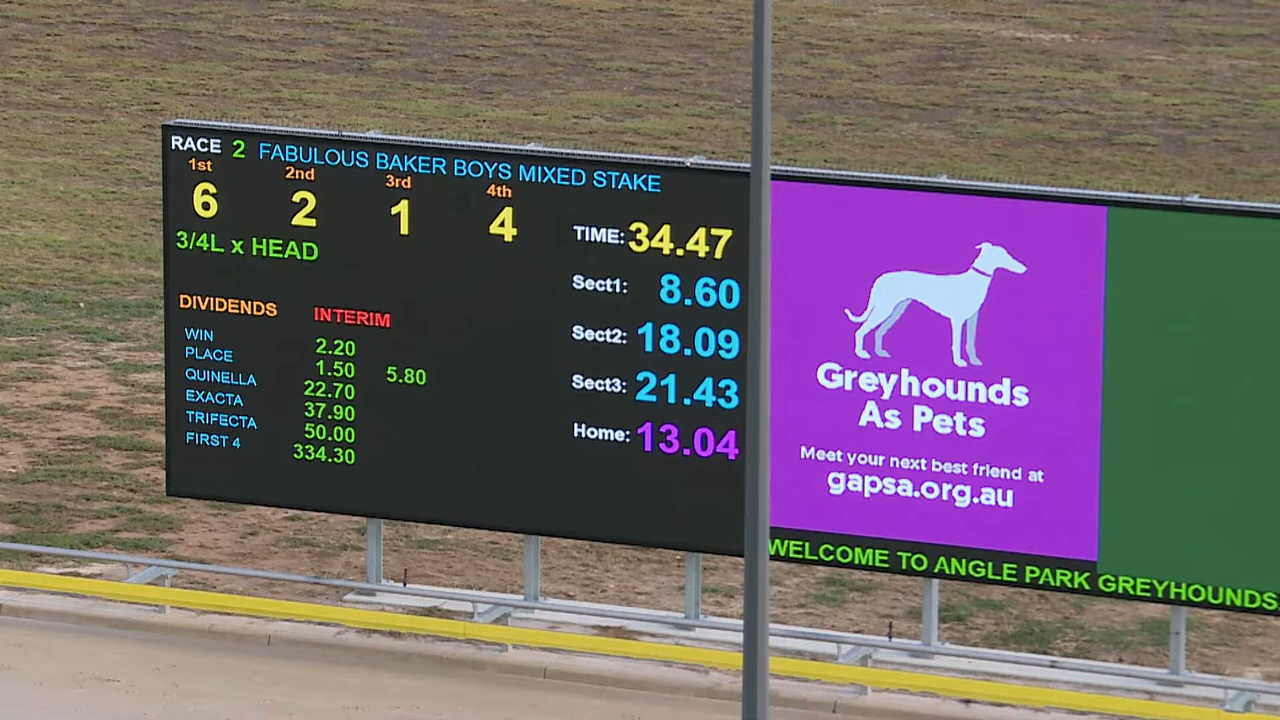 RACE 2 FABULOUS BAKER BOYS MIXED STAKE
1st 2nd 3rd 4th
6 2 1 4
3/4L x HEAD
TIME: 34.47
Sect1: 8.60
Sect2: 18.09
Sect3: 21.43
Home: 13.04
DIVIDENDS INTERIM
WIN 2.20
PLACE 1.50 5.80
QUINELLA 22.70
EXACTA 37.90
TRIFECTA 50.00
FIRST 4 334.30
Greyhounds
As Pets
Meet your next best friend at
gapsa.org.au
WELCOME TO ANGLE PARK GREYHOUNDS